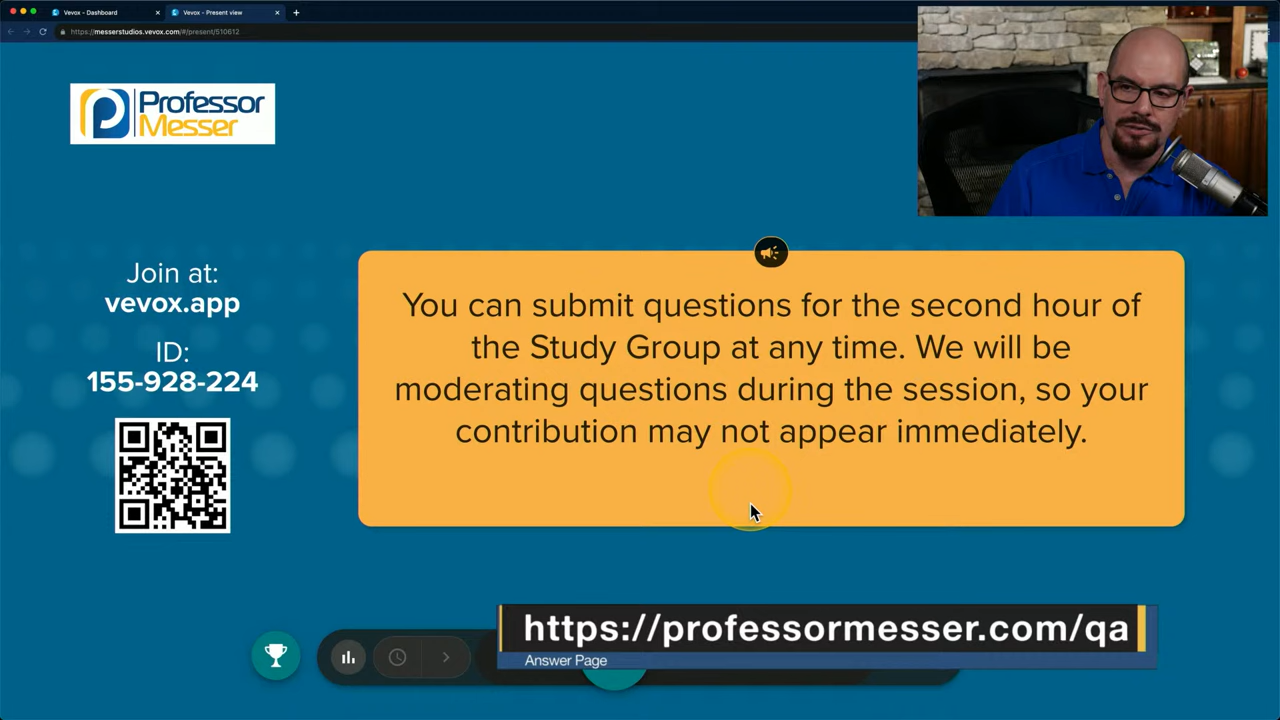 Vevox - Dashboard
Vevox - Present view
https://messerstudios.vevox.com/#/present/510612
Professor
Messer
Join at:
vevox.app
ID:
155-928-224
You can submit questions for the second hour of
the Study Group at any time. We will be
moderating questions during the session, so your
contribution may not appear immediately.
https://professormesser.com/qa
Answer Page